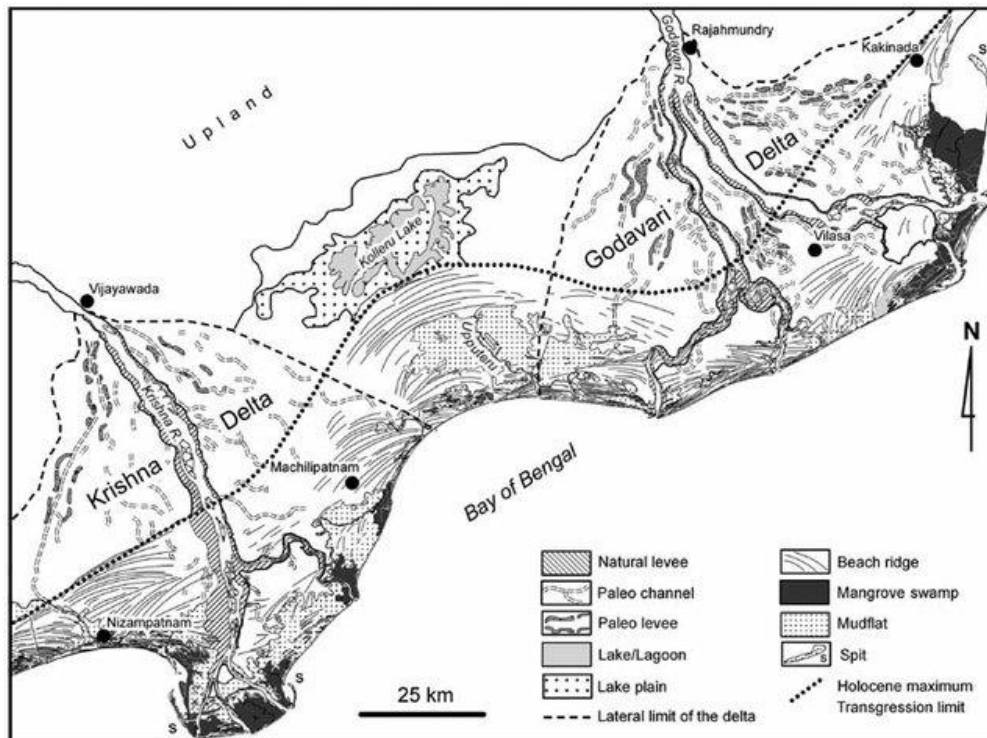 Rajahmundry
Godavari R.
Kakinada
S
Upland
Delta
Kolleru Lake
Godavari
Vilasa
Vijayawada
Upputeru
N
Krishna R.
Delta
Machilipatnam
Krishna
Bay of Bengal
Nizampatnam
S
S
25 km
Natural levee
Paleo channel
Paleo levee
Lake/Lagoon
Lake plain
Lateral limit of the delta
Beach ridge
Mangrove swamp
Mudflat
S
Spit
Holocene maximum
Transgression limit